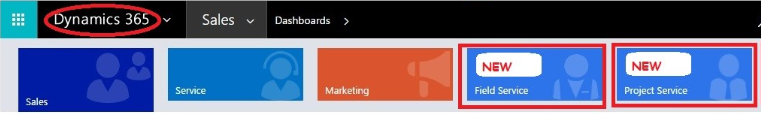 Dynamics 365 Sales Dashboards
NEW NEW
Sales Service Marketing Field Service Project Service